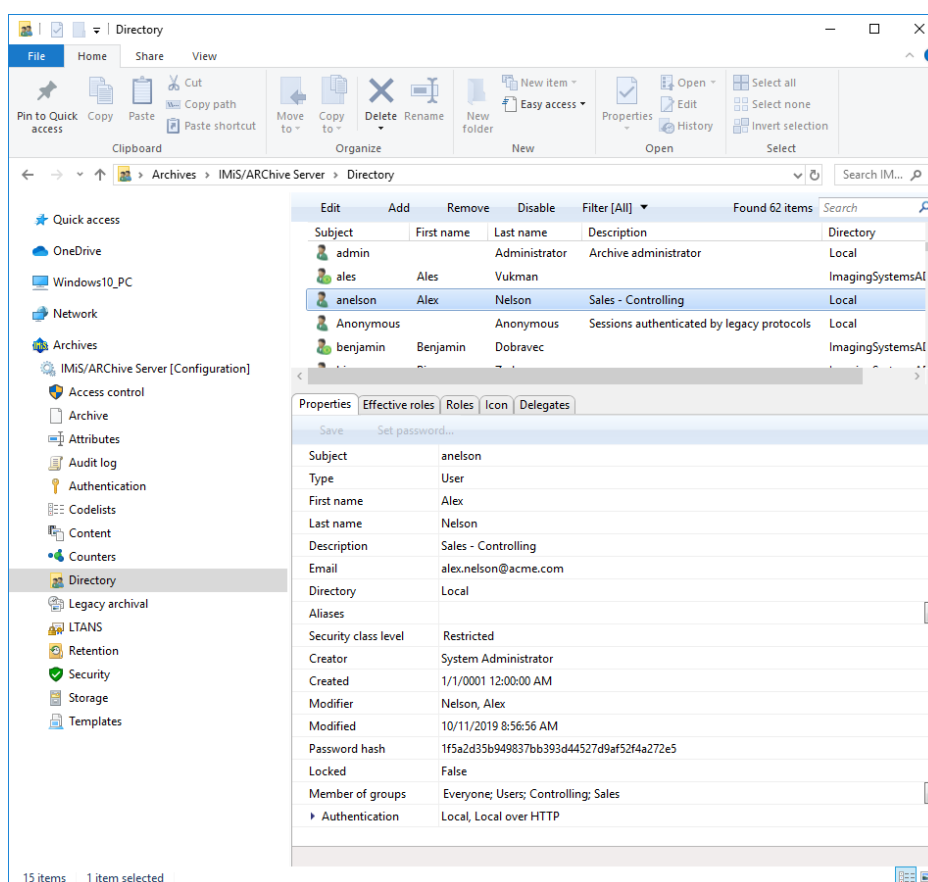 Directory
File Home Share View
Pin to Quick access Copy Paste Cut Copy path Paste shortcut Move to Copy to Delete Rename New folder New item Easy access Properties Open Edit History Select all Select none Invert selection
Clipboard Organize New Open Select
Archives IMiS/ARChive Server Directory Search IM...
Quick access
OneDrive
Windows10_PC
Network
Archives
IMiS/ARChive Server [Configuration]
Access control
Archive
Attributes
Audit log
Authentication
Codelists
Content
Counters
Directory
Legacy archival
LTANS
Retention
Security
Storage
Templates
Edit Add Remove Disable Filter [All] Found 62 items Search
Subject First name Last name Description Directory
admin Administrator Archive administrator Local
ales Ales Vukman ImagingSystemsAD
anelson Alex Nelson Sales - Controlling Local
Anonymous Anonymous Sessions authenticated by legacy protocols Local
benjamin Benjamin Dobravec ImagingSystemsAD
Properties Effective roles Roles Icon Delegates
Save Set password...
Subject anelson
Type User
First name Alex
Last name Nelson
Description Sales - Controlling
Email alex.nelson@acme.com
Directory Local
Aliases
Security class level Restricted
Creator System Administrator
Created 1/1/0001 12:00:00 AM
Modifier Nelson, Alex
Modified 10/11/2019 8:56:56 AM
Password hash 1f5a2d35b949837bb393d44527d9af52f4a272e5
Locked False
Member of groups Everyone; Users; Controlling; Sales
Authentication Local, Local over HTTP
15 items 1 item selected